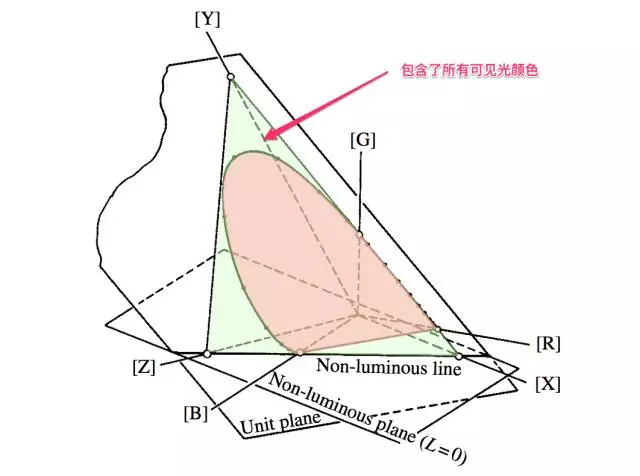 [Y]
包含了所有可见光颜色
[G]
[R]
[Z]
Non-luminous line
[X]
[B]
Non-luminous plane (L=0)
Unit plane